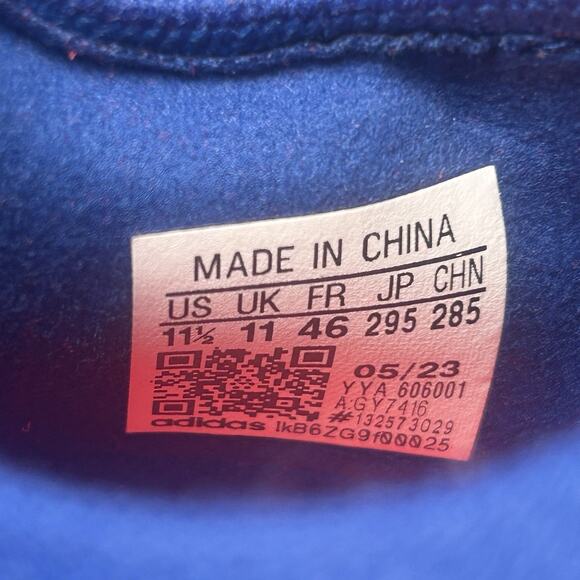 MADE IN CHINA
US UK FR JP CHN
11½ 11 46 295 285
05/23
YYA 606001
A:GY7416
#132573029
adidas 1kB6ZG9f00025